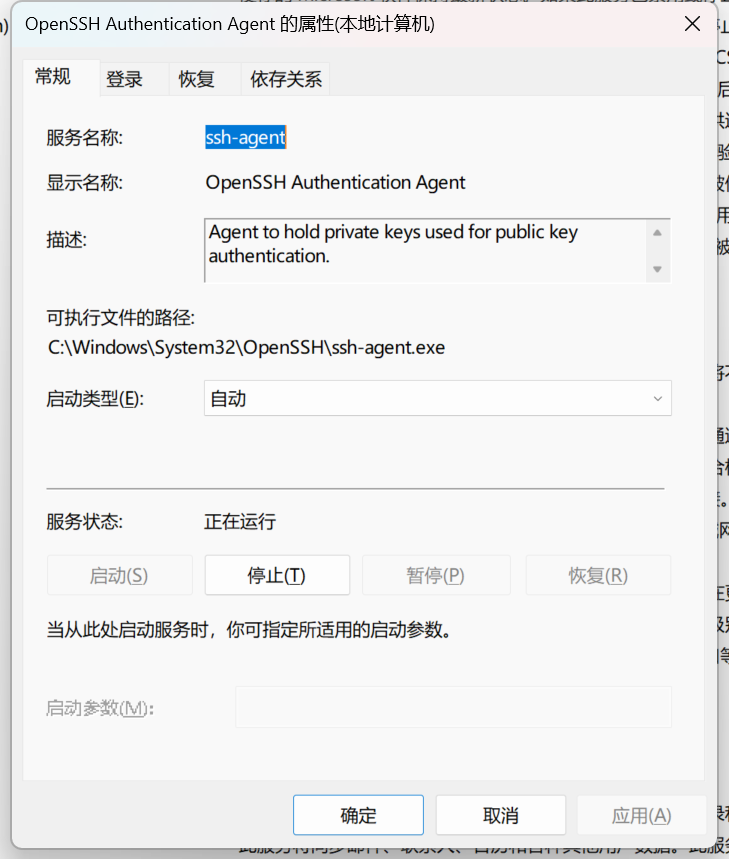 OpenSSH Authentication Agent 的属性(本地计算机)
常规 登录 恢复 依存关系
服务名称: ssh-agent
显示名称: OpenSSH Authentication Agent
描述: Agent to hold private keys used for public key
authentication.
可执行文件的路径:
C:\Windows\System32\OpenSSH\ssh-agent.exe
启动类型(E): 自动
服务状态: 正在运行
启动(S) 停止(T) 暂停(P) 恢复(R)
当从此处启动服务时，你可指定所适用的启动参数。
启动参数(M):
确定 取消 应用(A)